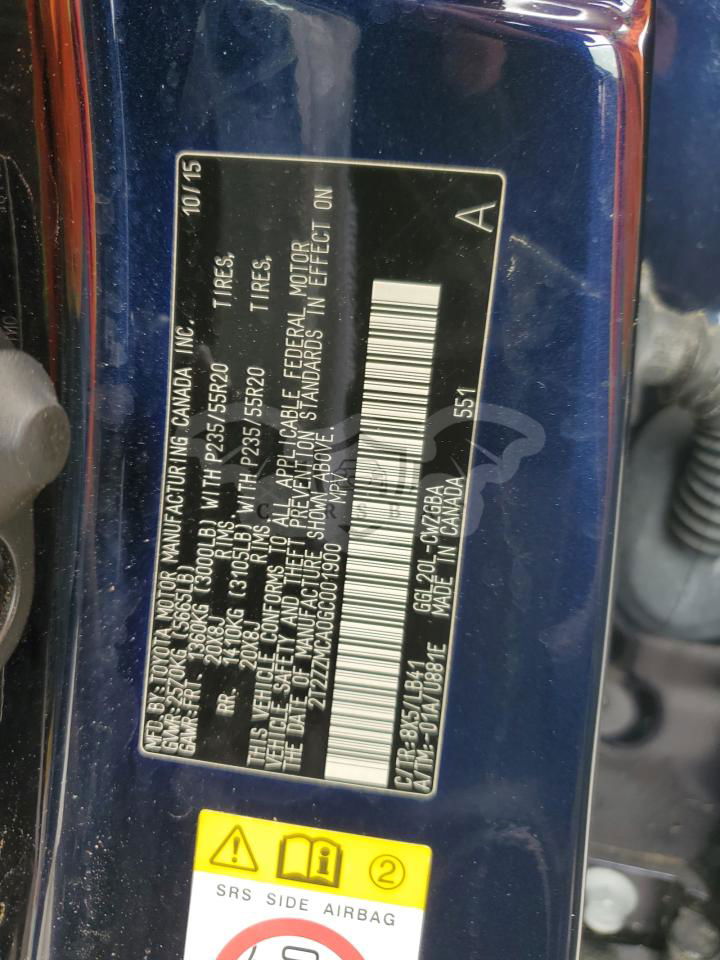 MFD.BY:TOYOTA MOTOR MANUFACTURING CANADA INC. 10/15
GVWR:2570KG (5665LB)
GAWR:FRT. 1360KG (3000LB) WITH P235/55R20 TIRES,
20X8J RIMS,
RR. 1410KG (3105LB) WITH P235/55R20 TIRES,
20X8J RIMS
THIS VEHICLE CONFORMS TO ALL APPLICABLE FEDERAL MOTOR
VEHICLE SAFETY AND THEFT PREVENTION STANDARDS IN EFFECT ON
THE DATE OF MANUFACTURE SHOWN ABOVE.
2T2ZZMCA0GC001900 MPV
C/TR:8X5/LB41 GGL20L-CWZGBA A
A/TM:-01A/U881E MADE IN CANADA 551
2
SRS SIDE AIRBAG